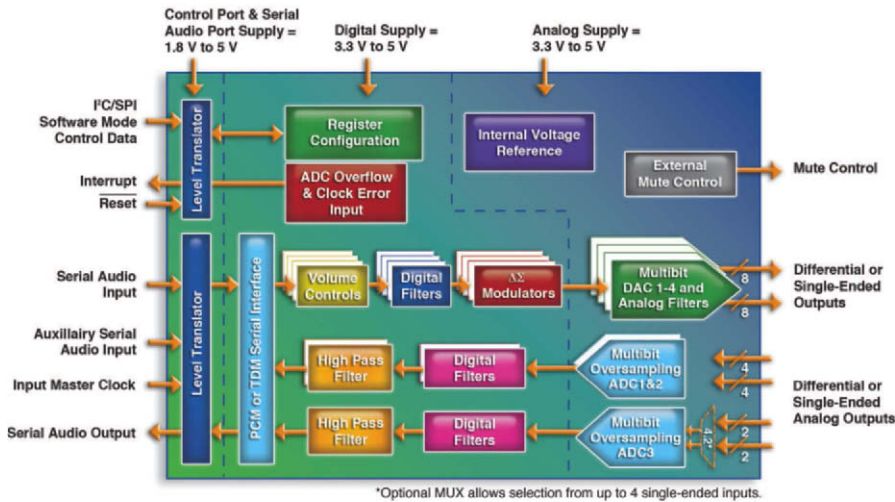 Control Port & Serial
Audio Port Supply =
1.8 V to 5 V
Digital Supply =
3.3 V to 5 V
Analog Supply =
3.3 V to 5 V
I²C/SPI
Software Mode
Control Data
Interrupt
Reset
Level Translator
Register
Configuration
ADC Overflow
& Clock Error
Input
Internal Voltage
Reference
External
Mute Control
Mute Control
Serial Audio
Input
Auxillairy Serial
Audio Input
Input Master Clock
Serial Audio Output
Level Translator
PCM or TDM Serial Interface
Volume
Controls
Digital
Filters
ΔΣ
Modulators
Multibit
DAC 1-4 and
Analog Filters
8
8
Differential or
Single-Ended
Outputs
High Pass
Filter
Digital
Filters
Multibit
Oversampling
ADC1&2
4
4
High Pass
Filter
Digital
Filters
Multibit
Oversampling
ADC3
4:2*
2
2
Differential or
Single-Ended
Analog Outputs
*Optional MUX allows selection from up to 4 single-ended inputs.